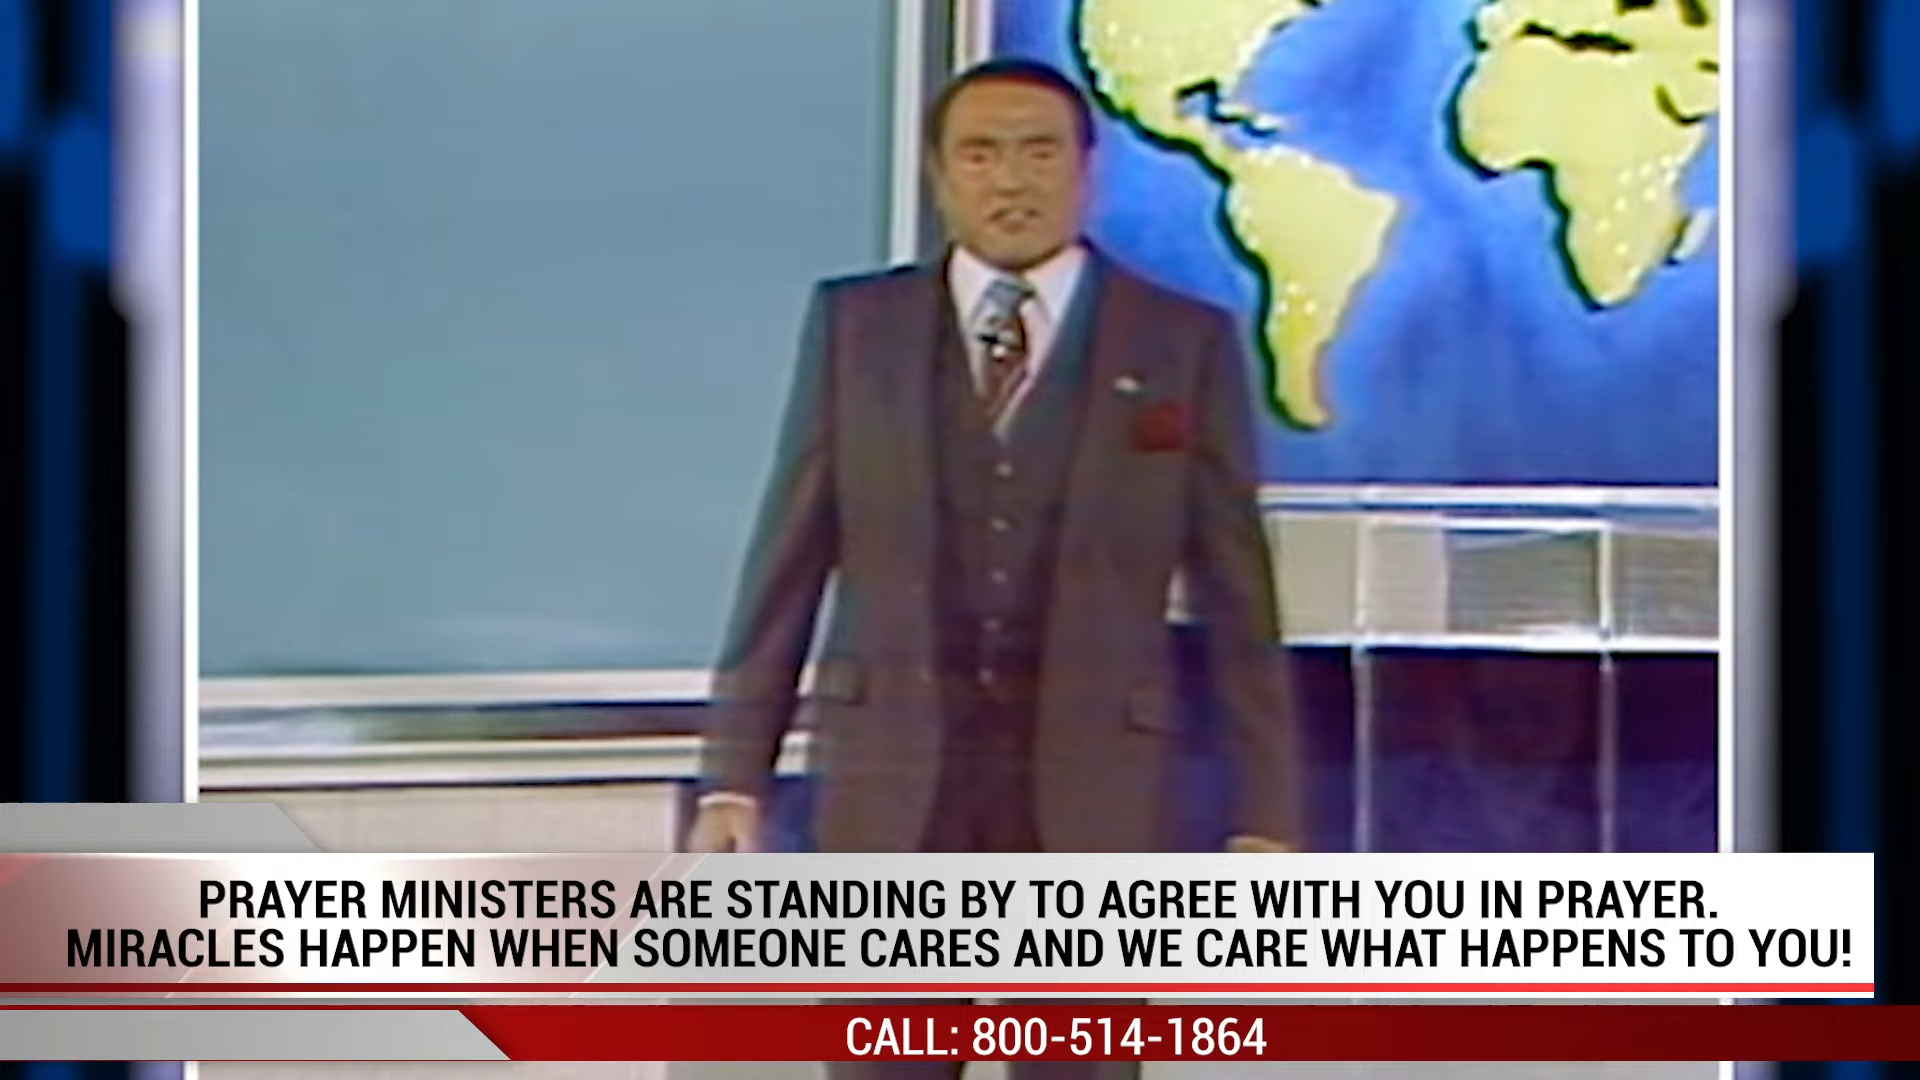 PRAYER MINISTERS ARE STANDING BY TO AGREE WITH YOU IN PRAYER.
MIRACLES HAPPEN WHEN SOMEONE CARES AND WE CARE WHAT HAPPENS TO YOU!
CALL: 800-514-1864